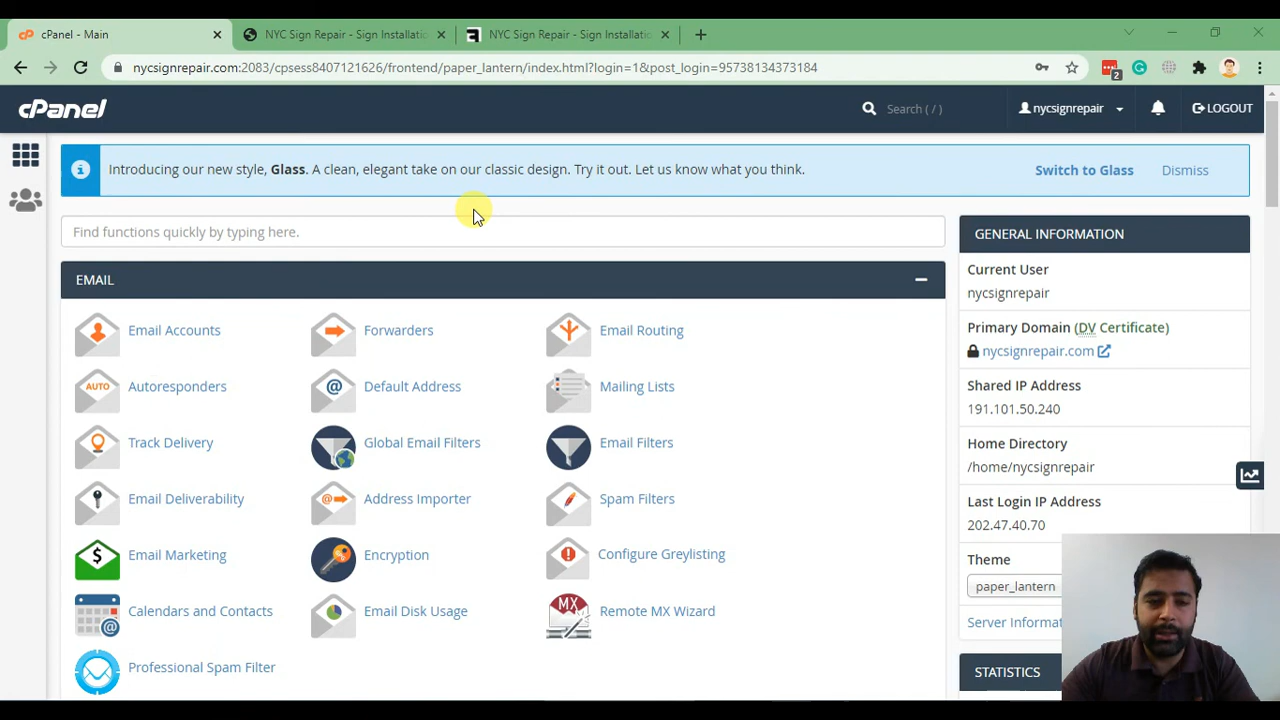 cPanel - Main
NYC Sign Repair - Sign Installatio
NYC Sign Repair - Sign Installatio
nycsignrepair.com:2083/cpsess8407121626/frontend/paper_lantern/index.html?login=1&post_login=95738134373184
2
cPanel
Search ( / )
nycsignrepair
LOGOUT
Introducing our new style, Glass. A clean, elegant take on our classic design. Try it out. Let us know what you think.
Switch to Glass
Dismiss
Find functions quickly by typing here.
EMAIL
Email Accounts
Forwarders
Email Routing
AUTO
Autoresponders
Default Address
Mailing Lists
Track Delivery
Global Email Filters
Email Filters
Email Deliverability
Address Importer
Spam Filters
Email Marketing
Encryption
Configure Greylisting
Calendars and Contacts
Email Disk Usage
MX
Remote MX Wizard
Professional Spam Filter
GENERAL INFORMATION
Current User
nycsignrepair
Primary Domain (DV Certificate)
nycsignrepair.com
Shared IP Address
191.101.50.240
Home Directory
/home/nycsignrepair
Last Login IP Address
202.47.40.70
Theme
paper_lantern
Server Informat
STATISTICS